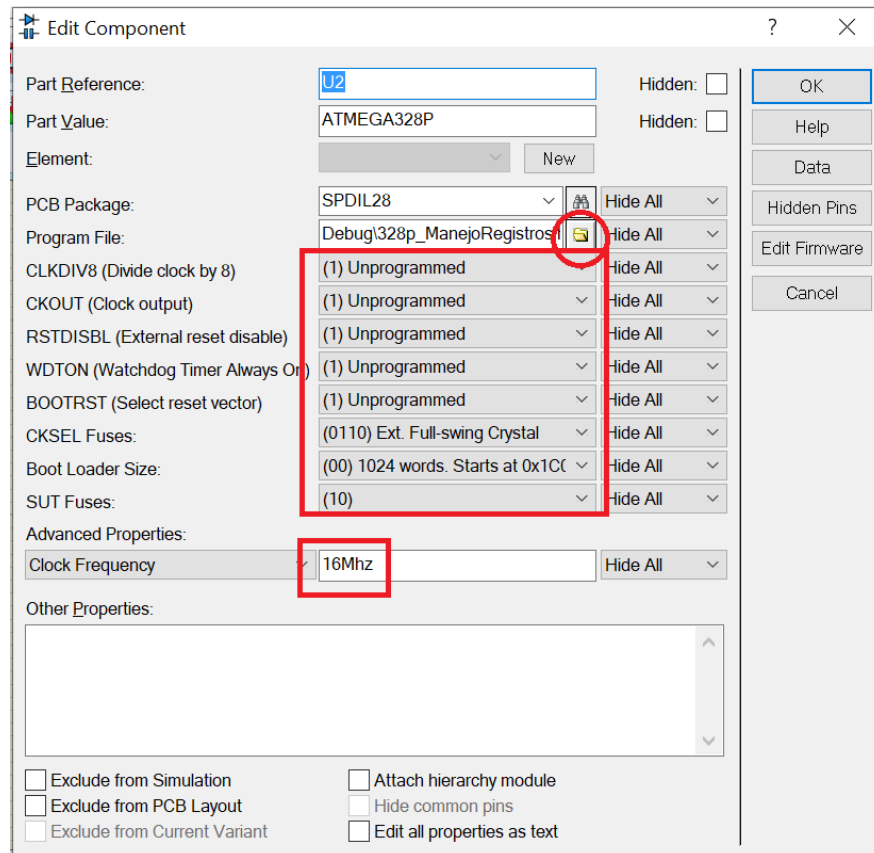 Edit Component ?
Part Reference: U2 Hidden: OK
Part Value: ATMEGA328P Hidden: Help
Element: New Data
PCB Package: SPDIL28 Hide All Hidden Pins
Program File: Debug\328p_ManejoRegistros1 Hide All Edit Firmware
CLKDIV8 (Divide clock by 8) (1) Unprogrammed Hide All
CKOUT (Clock output) (1) Unprogrammed Hide All Cancel
RSTDISBL (External reset disable) (1) Unprogrammed Hide All
WDTON (Watchdog Timer Always On) (1) Unprogrammed Hide All
BOOTRST (Select reset vector) (1) Unprogrammed Hide All
CKSEL Fuses: (0110) Ext. Full-swing Crystal Hide All
Boot Loader Size: (00) 1024 words. Starts at 0x1C( Hide All
SUT Fuses: (10) Hide All
Advanced Properties:
Clock Frequency 16Mhz Hide All
Other Properties:
Exclude from Simulation Attach hierarchy module
Exclude from PCB Layout Hide common pins
Exclude from Current Variant Edit all properties as text